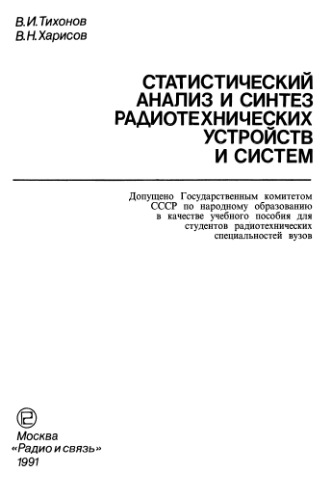 В.И.Тихонов
В.Н.Харисов
СТАТИСТИЧЕСКИЙ
АНАЛИЗ И СИНТЕЗ
РАДИОТЕХНИЧЕСКИХ
УСТРОЙСТВ
И СИСТЕМ
Допущено Государственным комитетом
СССР по народному образованию
в качестве учебного пособия для
студентов радиотехнических
специальностей вузов
Москва
«Радио и связь»
1991